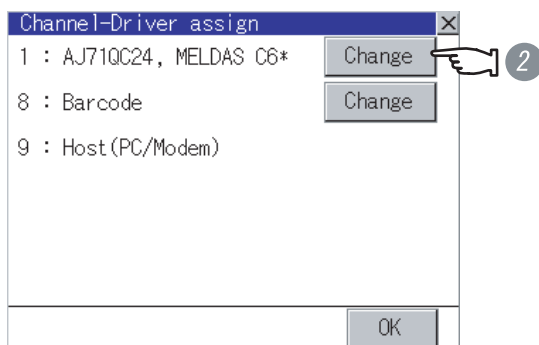 Channel-Driver assign ×
1 : AJ71QC24, MELDAS C6* Change 2
8 : Barcode Change
9 : Host(PC/Modem)
OK